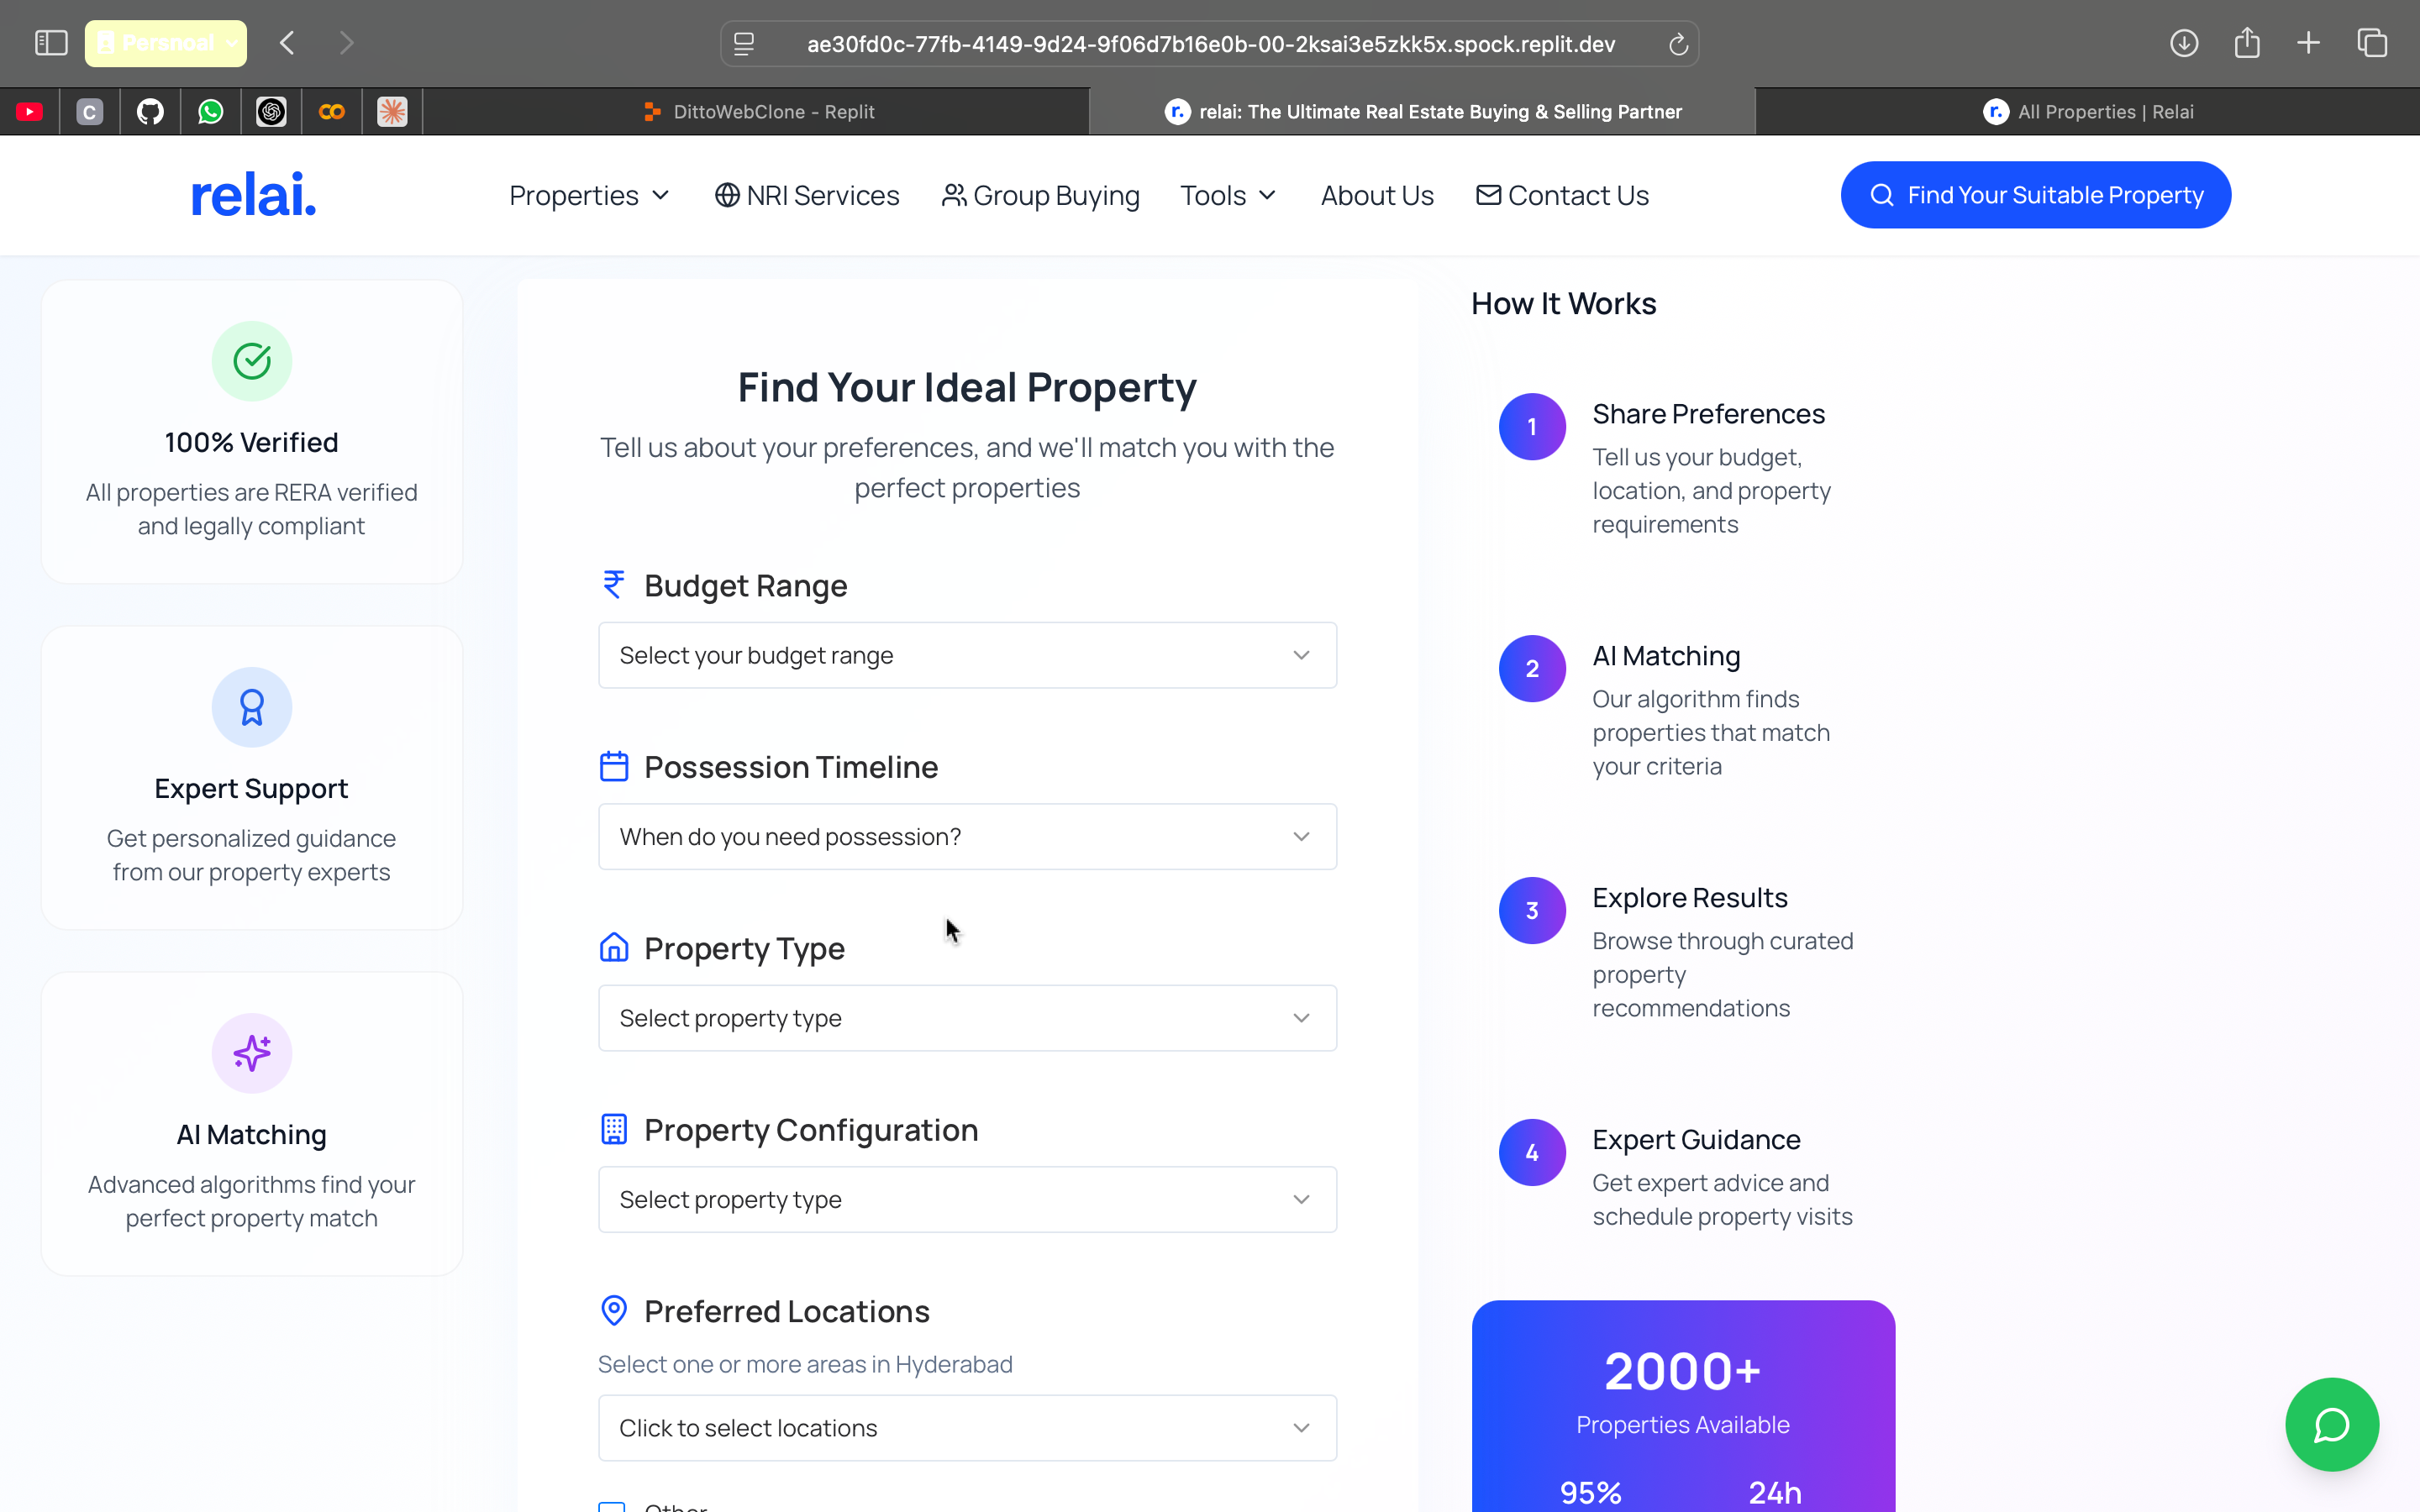 Persnoal
ae30fd0c-77fb-4149-9d24-9f06d7b16e0b-00-2ksai3e5zkk5x.spock.replit.dev
C
DittoWebClone - Replit
r.
relai: The Ultimate Real Estate Buying & Selling Partner
r.
All Properties | Relai
relai.
Properties
NRI Services
Group Buying
Tools
About Us
Contact Us
Find Your Suitable Property
100% Verified
All properties are RERA verified
and legally compliant
Expert Support
Get personalized guidance
from our property experts
AI Matching
Advanced algorithms find your
perfect property match
Find Your Ideal Property
Tell us about your preferences, and we'll match you with the
perfect properties
₹ Budget Range
Select your budget range
Possession Timeline
When do you need possession?
Property Type
Select property type
Property Configuration
Select property type
Preferred Locations
Select one or more areas in Hyderabad
Click to select locations
Other
How It Works
1
Share Preferences
Tell us your budget,
location, and property
requirements
2
AI Matching
Our algorithm finds
properties that match
your criteria
3
Explore Results
Browse through curated
property
recommendations
4
Expert Guidance
Get expert advice and
schedule property visits
2000+
Properties Available
95%
24h